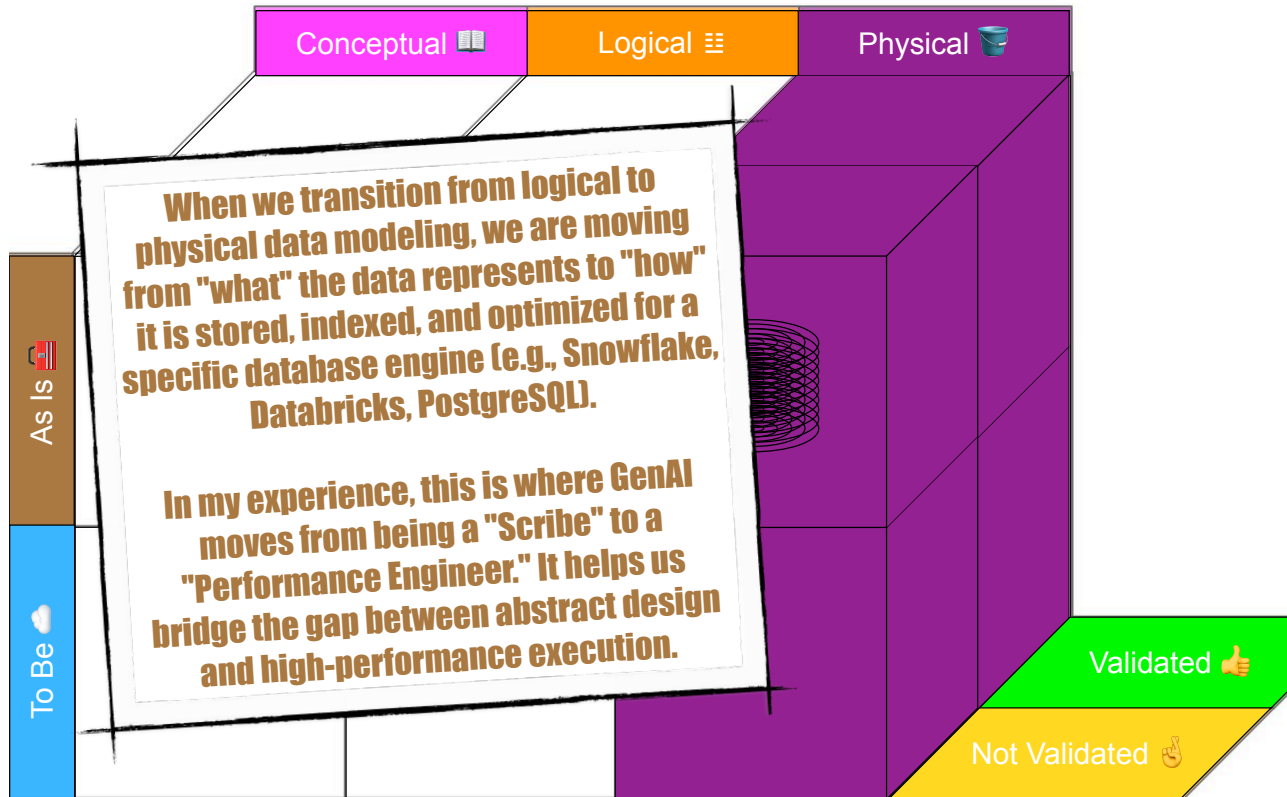 Conceptual 📖
Logical ☳
Physical 🪣
When we transition from logical to
physical data modeling, we are moving
from "what" the data represents to "how"
it is stored, indexed, and optimized for a
specific database engine (e.g., Snowflake,
Databricks, PostgreSQL).
In my experience, this is where GenAI
moves from being a "Scribe" to a
"Performance Engineer." It helps us
bridge the gap between abstract design
and high-performance execution.
As Is 🧰
To Be ☁️
Validated 👍
Not Validated 🤞